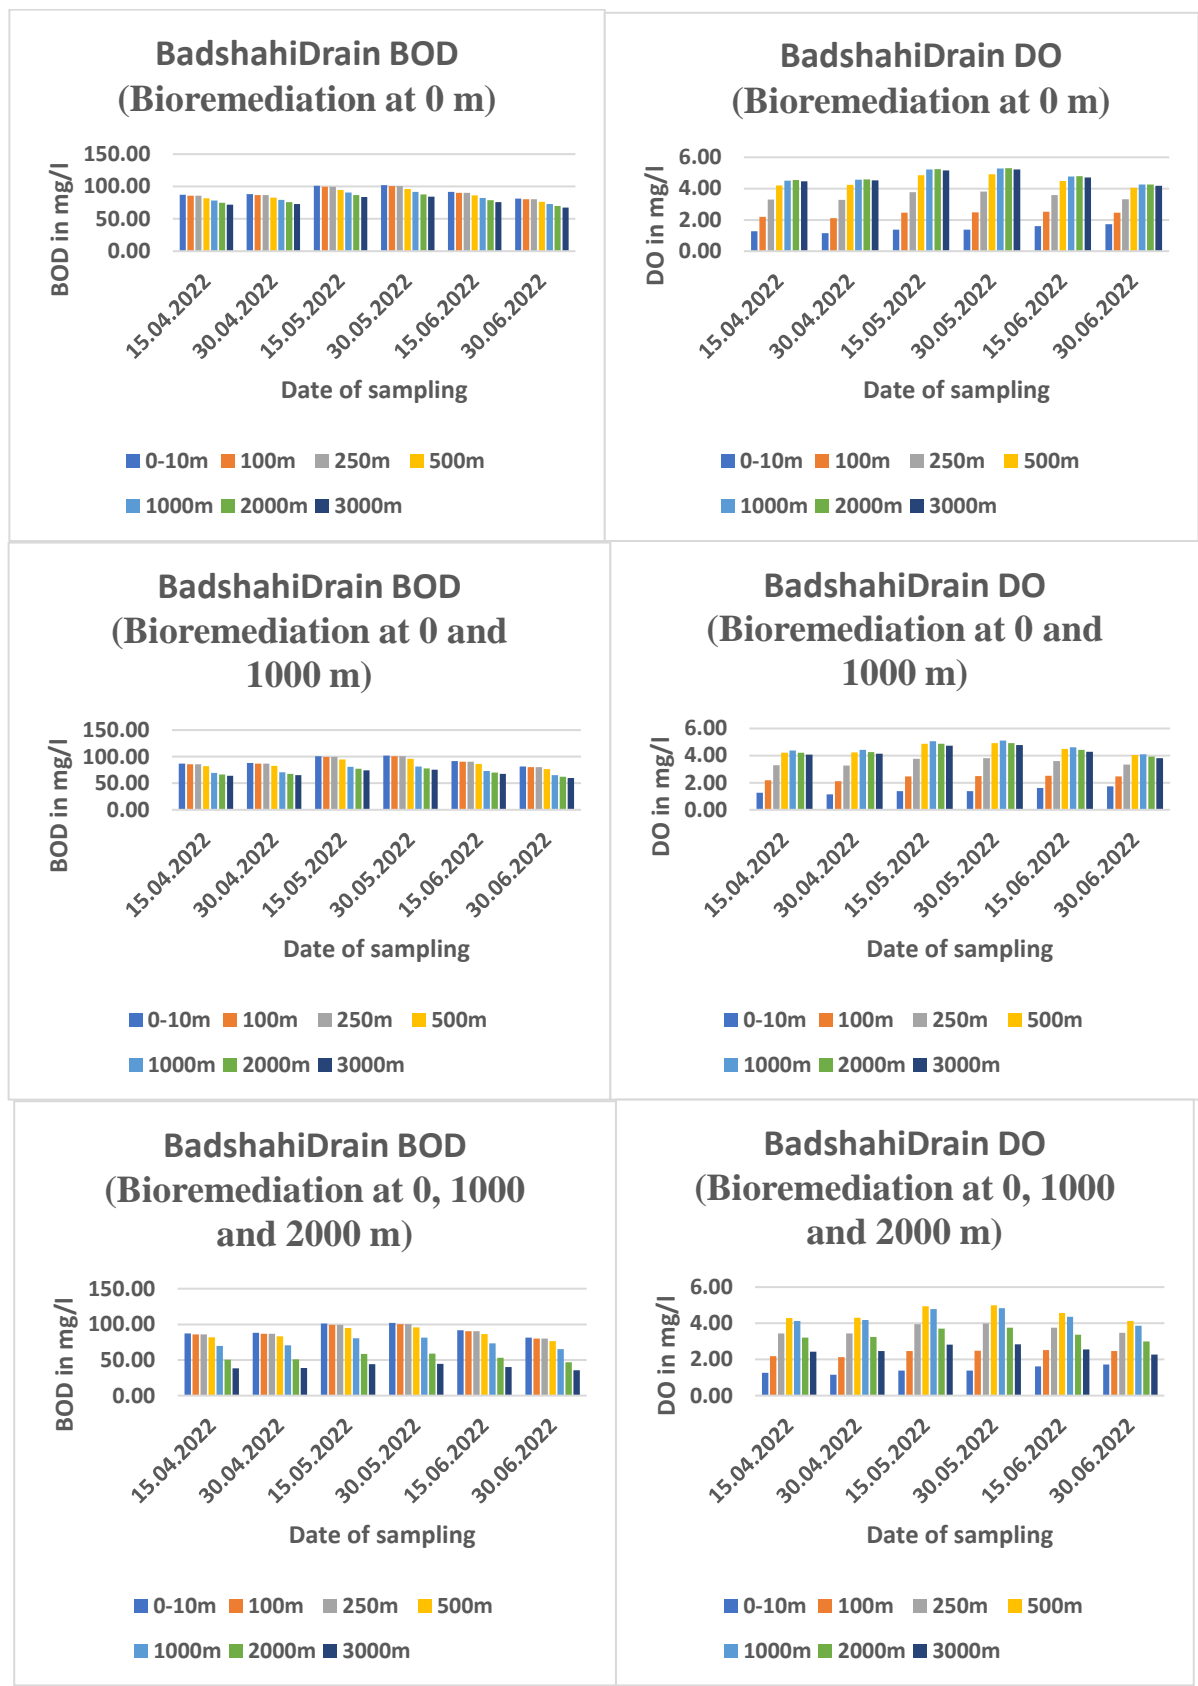 BadshahiDrain BOD
(Bioremediation at 0 m)
BOD in mg/l
150.00
100.00
50.00
0.00
15.04.2022
30.04.2022
15.05.2022
30.05.2022
15.06.2022
30.06.2022
Date of sampling
0-10m 100m 250m 500m
1000m 2000m 3000m
BadshahiDrain DO
(Bioremediation at 0 m)
DO in mg/l
6.00
4.00
2.00
0.00
15.04.2022
30.04.2022
15.05.2022
30.05.2022
15.06.2022
30.06.2022
Date of sampling
0-10m 100m 250m 500m
1000m 2000m 3000m
BadshahiDrain BOD
(Bioremediation at 0 and
1000 m)
BOD in mg/l
150.00
100.00
50.00
0.00
15.04.2022
30.04.2022
15.05.2022
30.05.2022
15.06.2022
30.06.2022
Date of sampling
0-10m 100m 250m 500m
1000m 2000m 3000m
BadshahiDrain DO
(Bioremediation at 0 and
1000 m)
DO in mg/l
6.00
4.00
2.00
0.00
15.04.2022
30.04.2022
15.05.2022
30.05.2022
15.06.2022
30.06.2022
Date of sampling
0-10m 100m 250m 500m
1000m 2000m 3000m
BadshahiDrain BOD
(Bioremediation at 0, 1000
and 2000 m)
BOD in mg/l
150.00
100.00
50.00
0.00
15.04.2022
30.04.2022
15.05.2022
30.05.2022
15.06.2022
30.06.2022
Date of sampling
0-10m 100m 250m 500m
1000m 2000m 3000m
BadshahiDrain DO
(Bioremediation at 0, 1000
and 2000 m)
DO in mg/l
6.00
4.00
2.00
0.00
15.04.2022
30.04.2022
15.05.2022
30.05.2022
15.06.2022
30.06.2022
Date of sampling
0-10m 100m 250m 500m
1000m 2000m 3000m